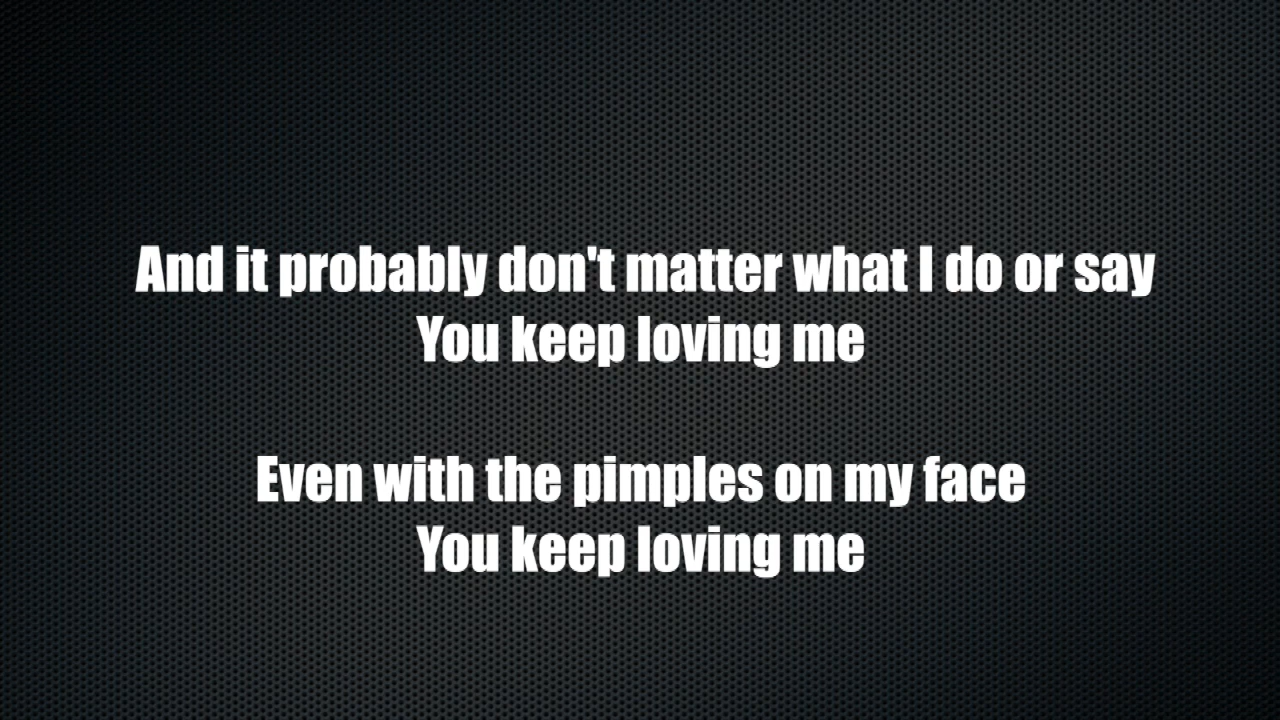 And it probably don't matter what I do or say
You keep loving me
Even with the pimples on my face
You keep loving me